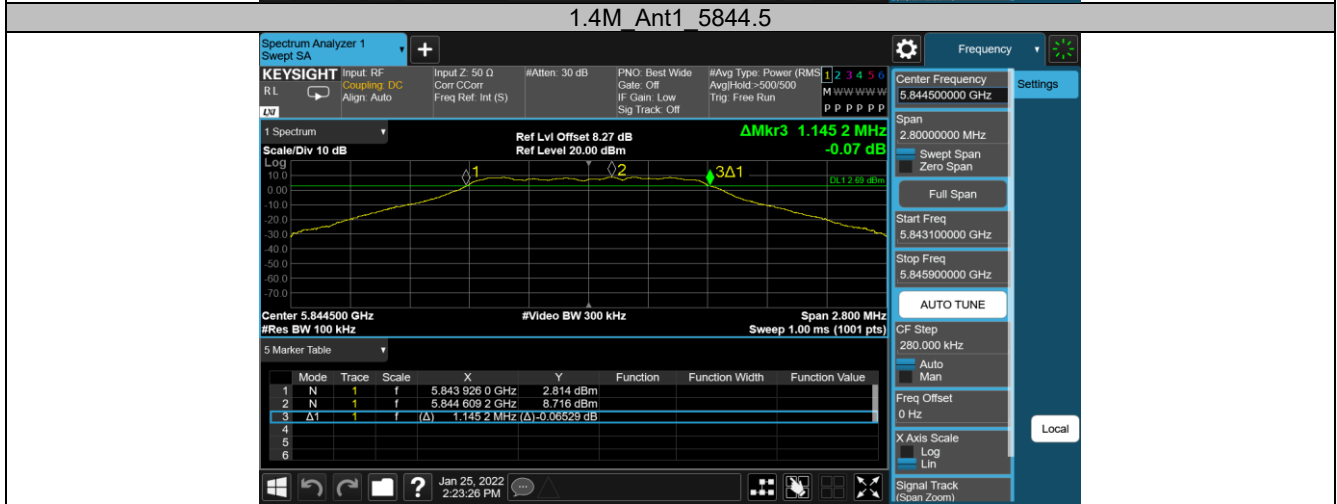 1.4M_Ant1_5844.5
Spectrum Analyzer 1
Swept SA
+
Frequency
KEYSIGHT
RL
LXI
Input: RF
Coupling: DC
Align: Auto
Input Z: 50 Ω
Corr CCorr
Freq Ref: Int (S)
#Atten: 30 dB
PNO: Best Wide
Gate: Off
IF Gain: Low
Sig Track: Off
#Avg Type: Power (RMS
Avg|Hold:>500/500
Trig: Free Run
1 2 3 4 5 6
M W W W W W
P P P P P P
1 Spectrum
Scale/Div 10 dB
Ref Lvl Offset 8.27 dB
Ref Level 20.00 dBm
ΔMkr3 1.145 2 MHz
-0.07 dB
Log
10.0
0.00
-10.0
-20.0
-30.0
-40.0
-50.0
-60.0
-70.0
1
2
3Δ1
DL1 2.69 dBm
Center 5.844500 GHz
#Video BW 300 kHz
Span 2.800 MHz
#Res BW 100 kHz
Sweep 1.00 ms (1001 pts)
5 Marker Table
Mode Trace Scale X Y Function Function Width Function Value
1 N 1 f 5.843 926 0 GHz 2.814 dBm
2 N 1 f 5.844 609 2 GHz 8.716 dBm
3 Δ1 1 f (Δ) 1.145 2 MHz (Δ)-0.06529 dB
4
5
6
Jan 25, 2022
2:23:26 PM
?
Center Frequency
5.844500000 GHz
Settings
Span
2.80000000 MHz
Swept Span
Zero Span
Full Span
Start Freq
5.843100000 GHz
Stop Freq
5.845900000 GHz
AUTO TUNE
CF Step
280.000 kHz
Auto
Man
Freq Offset
0 Hz
X Axis Scale
Log
Lin
Local
Signal Track
(Span Zoom)